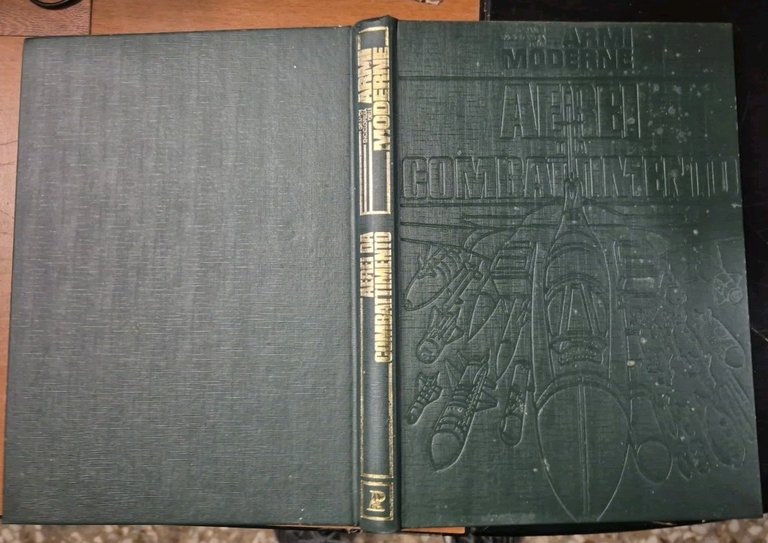 ARMI
MODERNE
AEREI DA
COMBATTIMENTO
ARMI
MODERNE
AEREI
DA
COMBATTIMENTO